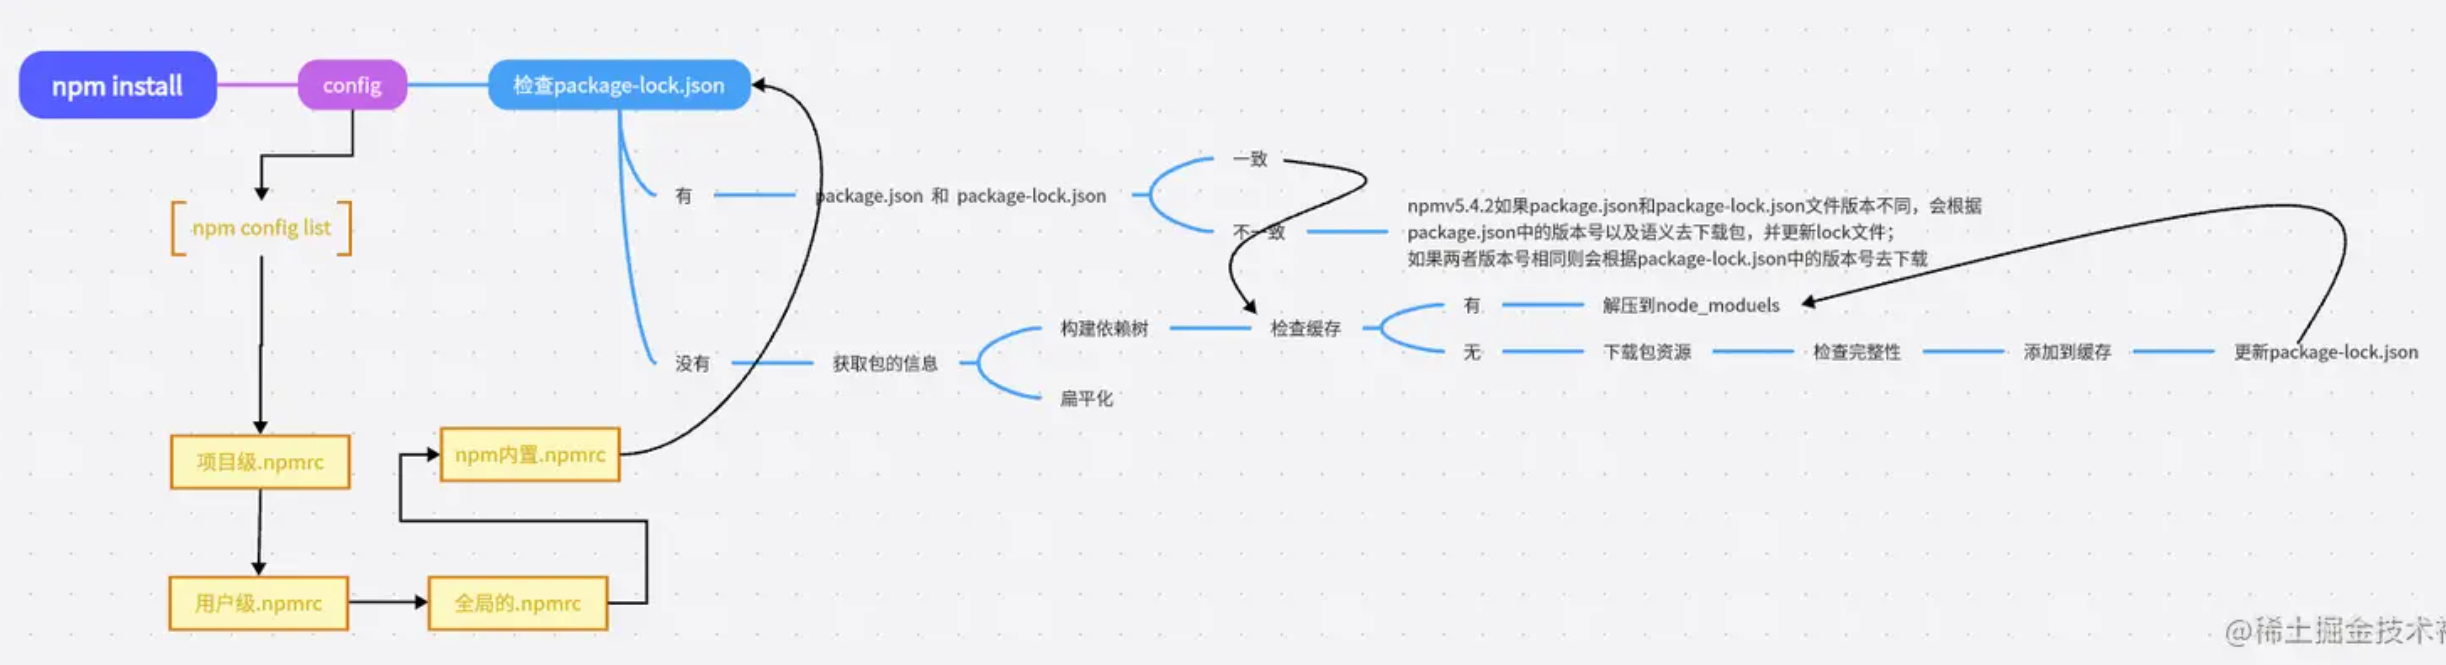 npm install
config
检查package-lock.json
npm config list
项目级.npmrc
用户级.npmrc
全局的.npmrc
npm内置.npmrc
有
package.json 和 package-lock.json
一致
不一致
npmv5.4.2如果package.json和package-lock.json文件版本不同，会根据
package.json中的版本号以及语义去下载包，并更新lock文件；
如果两者版本号相同则会根据package-lock.json中的版本号去下载
没有
获取包的信息
构建依赖树
扁平化
检查缓存
有
解压到node_moduels
无
下载包资源
检查完整性
添加到缓存
更新package-lock.json
@稀土掘金技术